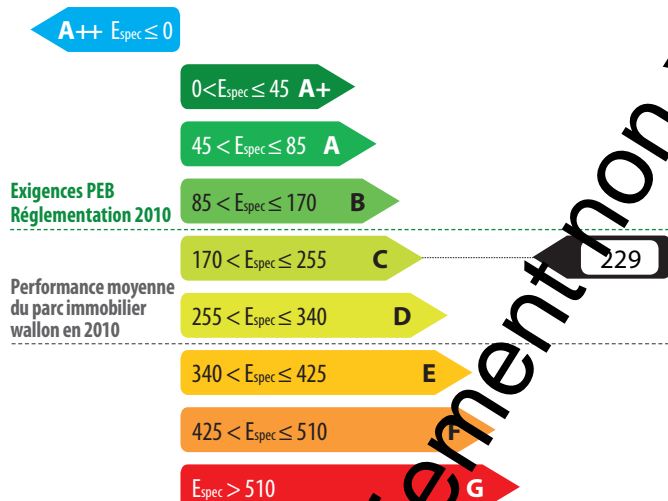 A++ Espec ≤ 0
0<Espec ≤ 45 A+
45 < Espec ≤ 85 A
Exigences PEB
Réglementation 2010
85 < Espec ≤ 170 B
170 < Espec ≤ 255 C
229
Performance moyenne
du parc immobilier
wallon en 2010
255 < Espec ≤ 340 D
340 < Espec ≤ 425 E
425 < Espec ≤ 510 F
Espec > 510 G
ement non